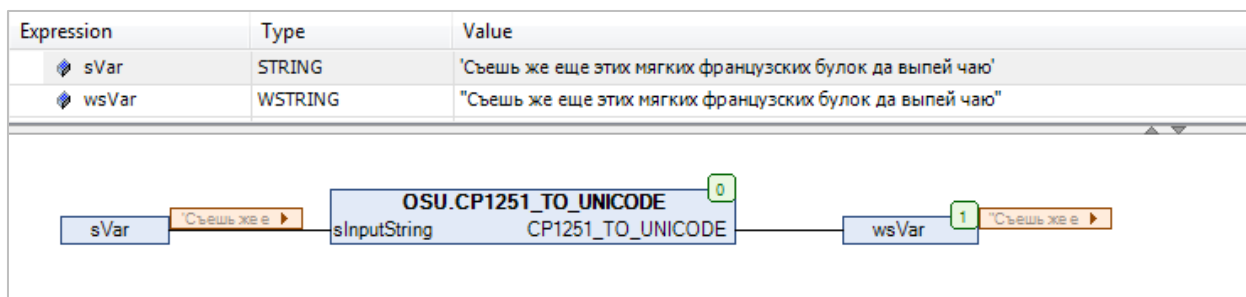 Expression Type Value
sVar STRING 'Съешь же еще этих мягких французских булок да выпей чаю'
wsVar WSTRING "Съешь же еще этих мягких французских булок да выпей чаю"
OSU.CP1251_TO_UNICODE 0
sVar 'Съешь же е sInputString CP1251_TO_UNICODE wsVar 1 "Съешь же е